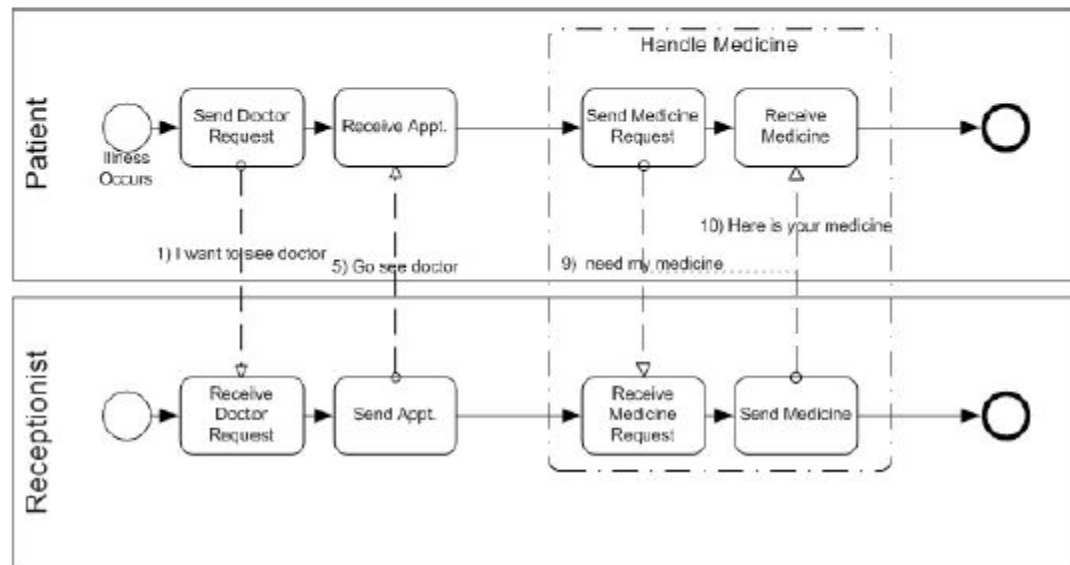 Patient
Handle Medicine
Send Doctor
Request
Receive Appt.
Send Medicine
Request
Receive
Medicine
Illness
Occurs
1) I want to see doctor
5) Go see doctor
9) need my medicine
10) Here is your medicine
Receptionist
Receive
Doctor
Request
Send Appt.
Receive
Medicine
Request
Send Medicine